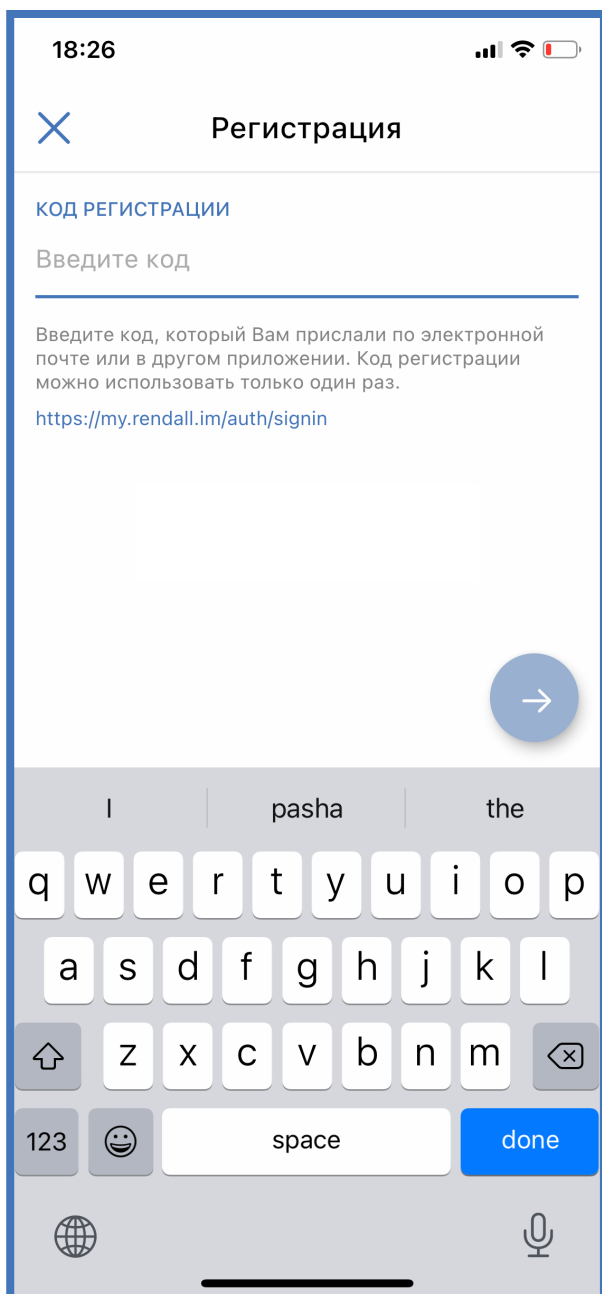 18:26
Регистрация
КОД РЕГИСТРАЦИИ
Введите код
Введите код, который Вам прислали по электронной
почте или в другом приложении. Код регистрации
можно использовать только один раз.
https://my.rendall.im/auth/signin
I pasha the
q w e r t y u i o p
a s d f g h j k l
z x c v b n m
123 space done